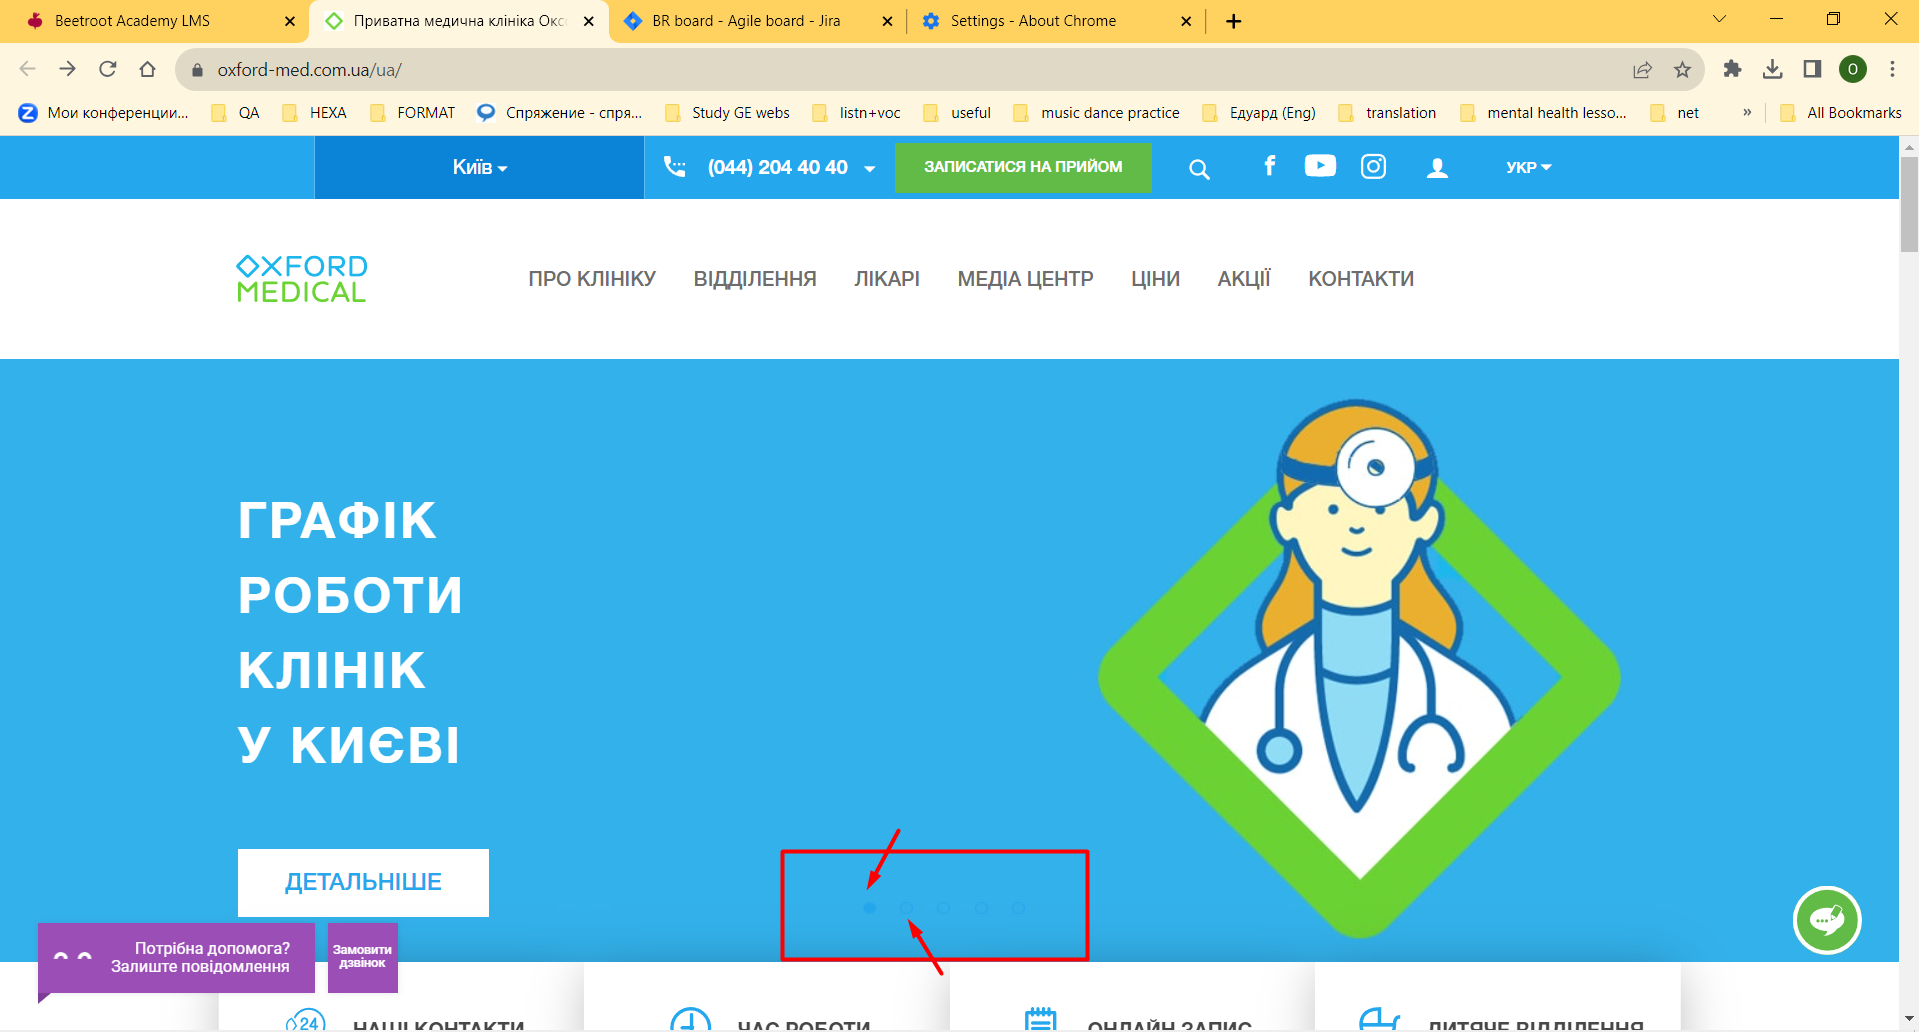 Beetroot Academy LMS
Приватна медична клініка Окс
BR board - Agile board - Jira
Settings - About Chrome
oxford-med.com.ua/ua/
O
Мои конференции...
QA
HEXA
FORMAT
Спряжение - спря...
Study GE webs
listn+voc
useful
music dance practice
Едуард (Eng)
translation
mental health lesso...
net
»
All Bookmarks
Київ
(044) 204 40 40
ЗАПИСАТИСЯ НА ПРИЙОМ
УКР
OXFORD
MEDICAL
ПРО КЛІНІКУ
ВІДДІЛЕННЯ
ЛІКАРІ
МЕДІА ЦЕНТР
ЦІНИ
АКЦІЇ
КОНТАКТИ
ГРАФІК
РОБОТИ
КЛІНІК
У КИЄВІ
ДЕТАЛЬНІШЕ
Потрібна допомога?
Залиште повідомлення
Замовити
дзвінок
24
НАШІ КОНТАКТИ
ЧАС РОБОТИ
ОНЛАЙН ЗАПИС
ДИТЯЧЕ ВІДДІЛЕННЯ